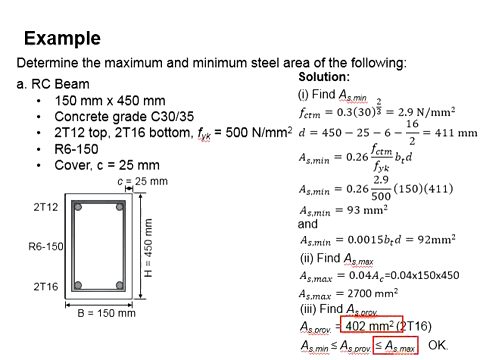 Example
Determine the maximum and minimum steel area of the following:
a. RC Beam
• 150 mm x 450 mm
• Concrete grade C30/35
• 2T12 top, 2T16 bottom, fyk = 500 N/mm²
• R6-150
• Cover, c = 25 mm
c = 25 mm
2T12
R6-150
2T16
H = 450 mm
B = 150 mm
Solution:
(i) Find As,min
fctm = 0.3(30)^(2/3) = 2.9 N/mm²
d = 450 − 25 − 6 − 16/2 = 411 mm
As,min = 0.26 fctm/fyk btd
As,min = 0.26 2.9/500 (150)(411)
As,min = 93 mm²
and
As,min = 0.0015btd = 92mm²
(ii) Find As,max
As,max = 0.04Ac=0.04x150x450
As,max = 2700 mm²
(iii) Find As,prov.
As,prov. = 402 mm² (2T16)
As,min ≤ As,prov ≤ As,max OK.